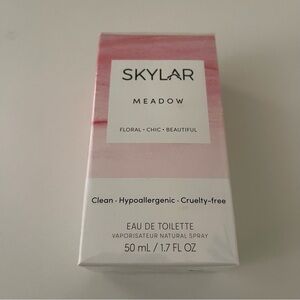 SKYLAR
MEADOW
FLORAL • CHIC • BEAUTIFUL
Clean · Hypoallergenic · Cruelty-free
EAU DE TOILETTE
VAPORISATEUR NATURAL SPRAY
50 mL / 1.7 FL OZ